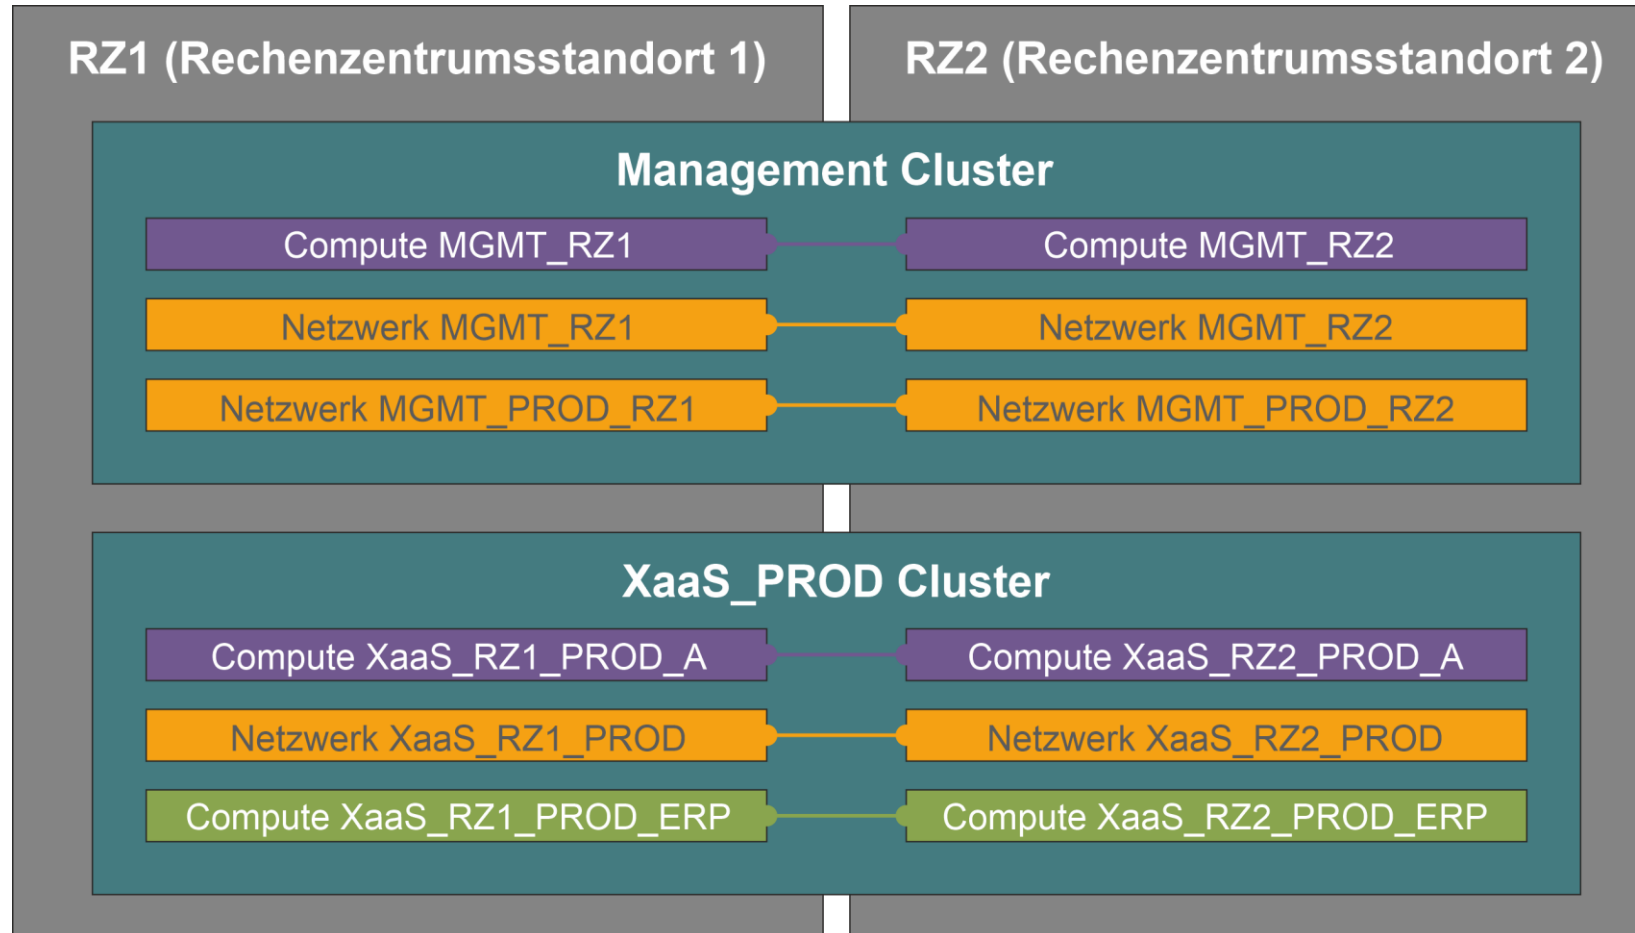 RZ1 (Rechenzentrumsstandort 1)
RZ2 (Rechenzentrumsstandort 2)
Management Cluster
Compute MGMT_RZ1
Compute MGMT_RZ2
Netzwerk MGMT_RZ1
Netzwerk MGMT_RZ2
Netzwerk MGMT_PROD_RZ1
Netzwerk MGMT_PROD_RZ2
XaaS_PROD Cluster
Compute XaaS_RZ1_PROD_A
Compute XaaS_RZ2_PROD_A
Netzwerk XaaS_RZ1_PROD
Netzwerk XaaS_RZ2_PROD
Compute XaaS_RZ1_PROD_ERP
Compute XaaS_RZ2_PROD_ERP